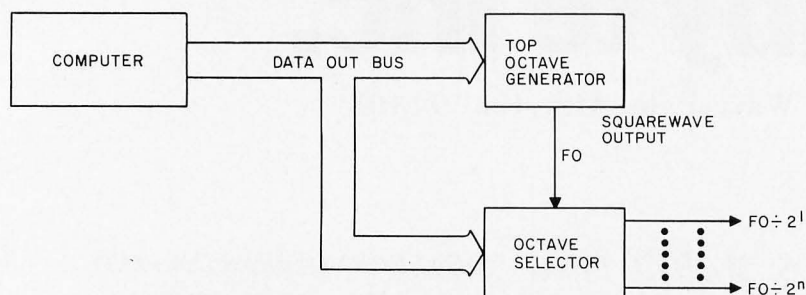 COMPUTER
DATA OUT BUS
TOP
OCTAVE
GENERATOR
SQUAREWAVE
OUTPUT
FO
OCTAVE
SELECTOR
FO÷2¹
FO÷2ⁿ